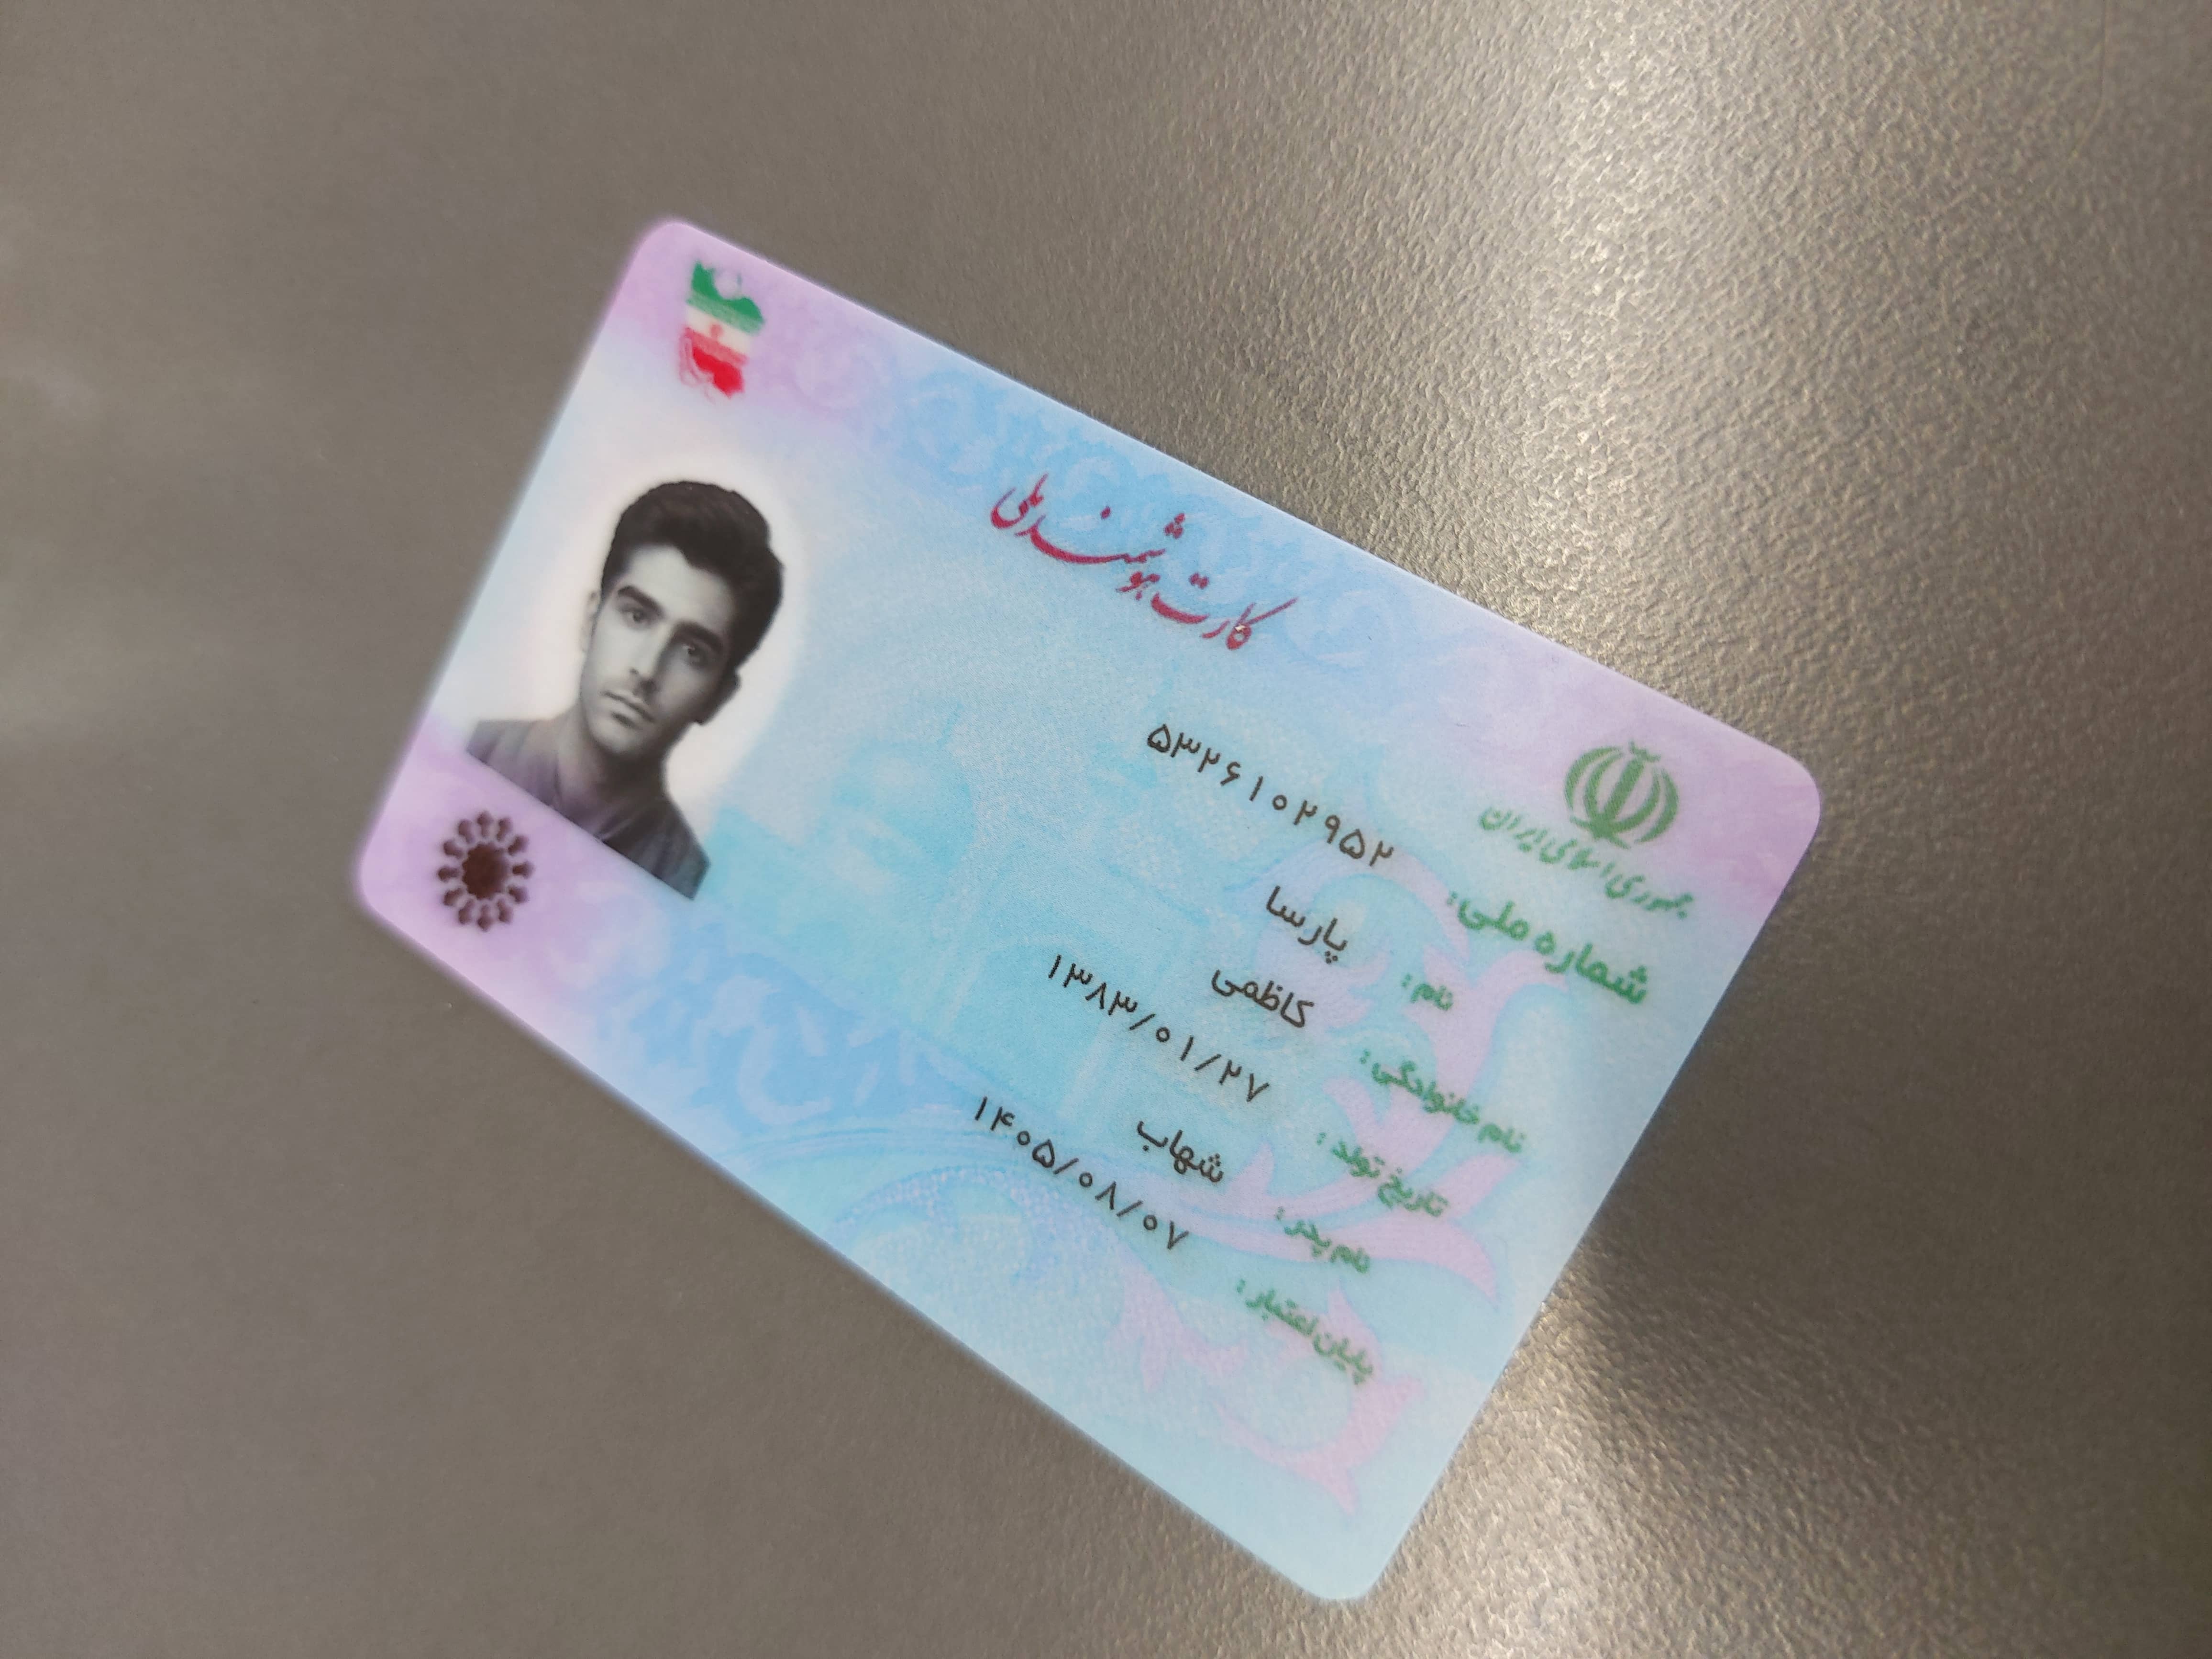 کارت هوشمند ملی
جمهوری اسلامی ایران
شماره ملی: ۵۳۲۶۱۰۲۹۵۲
نام: پارسا
نام خانوادگی: کاظمی
تاریخ تولد: ۱۳۸۳/۰۱/۲۷
نام پدر: شهاب
پایان اعتبار: ۱۴۰۵/۰۸/۰۷